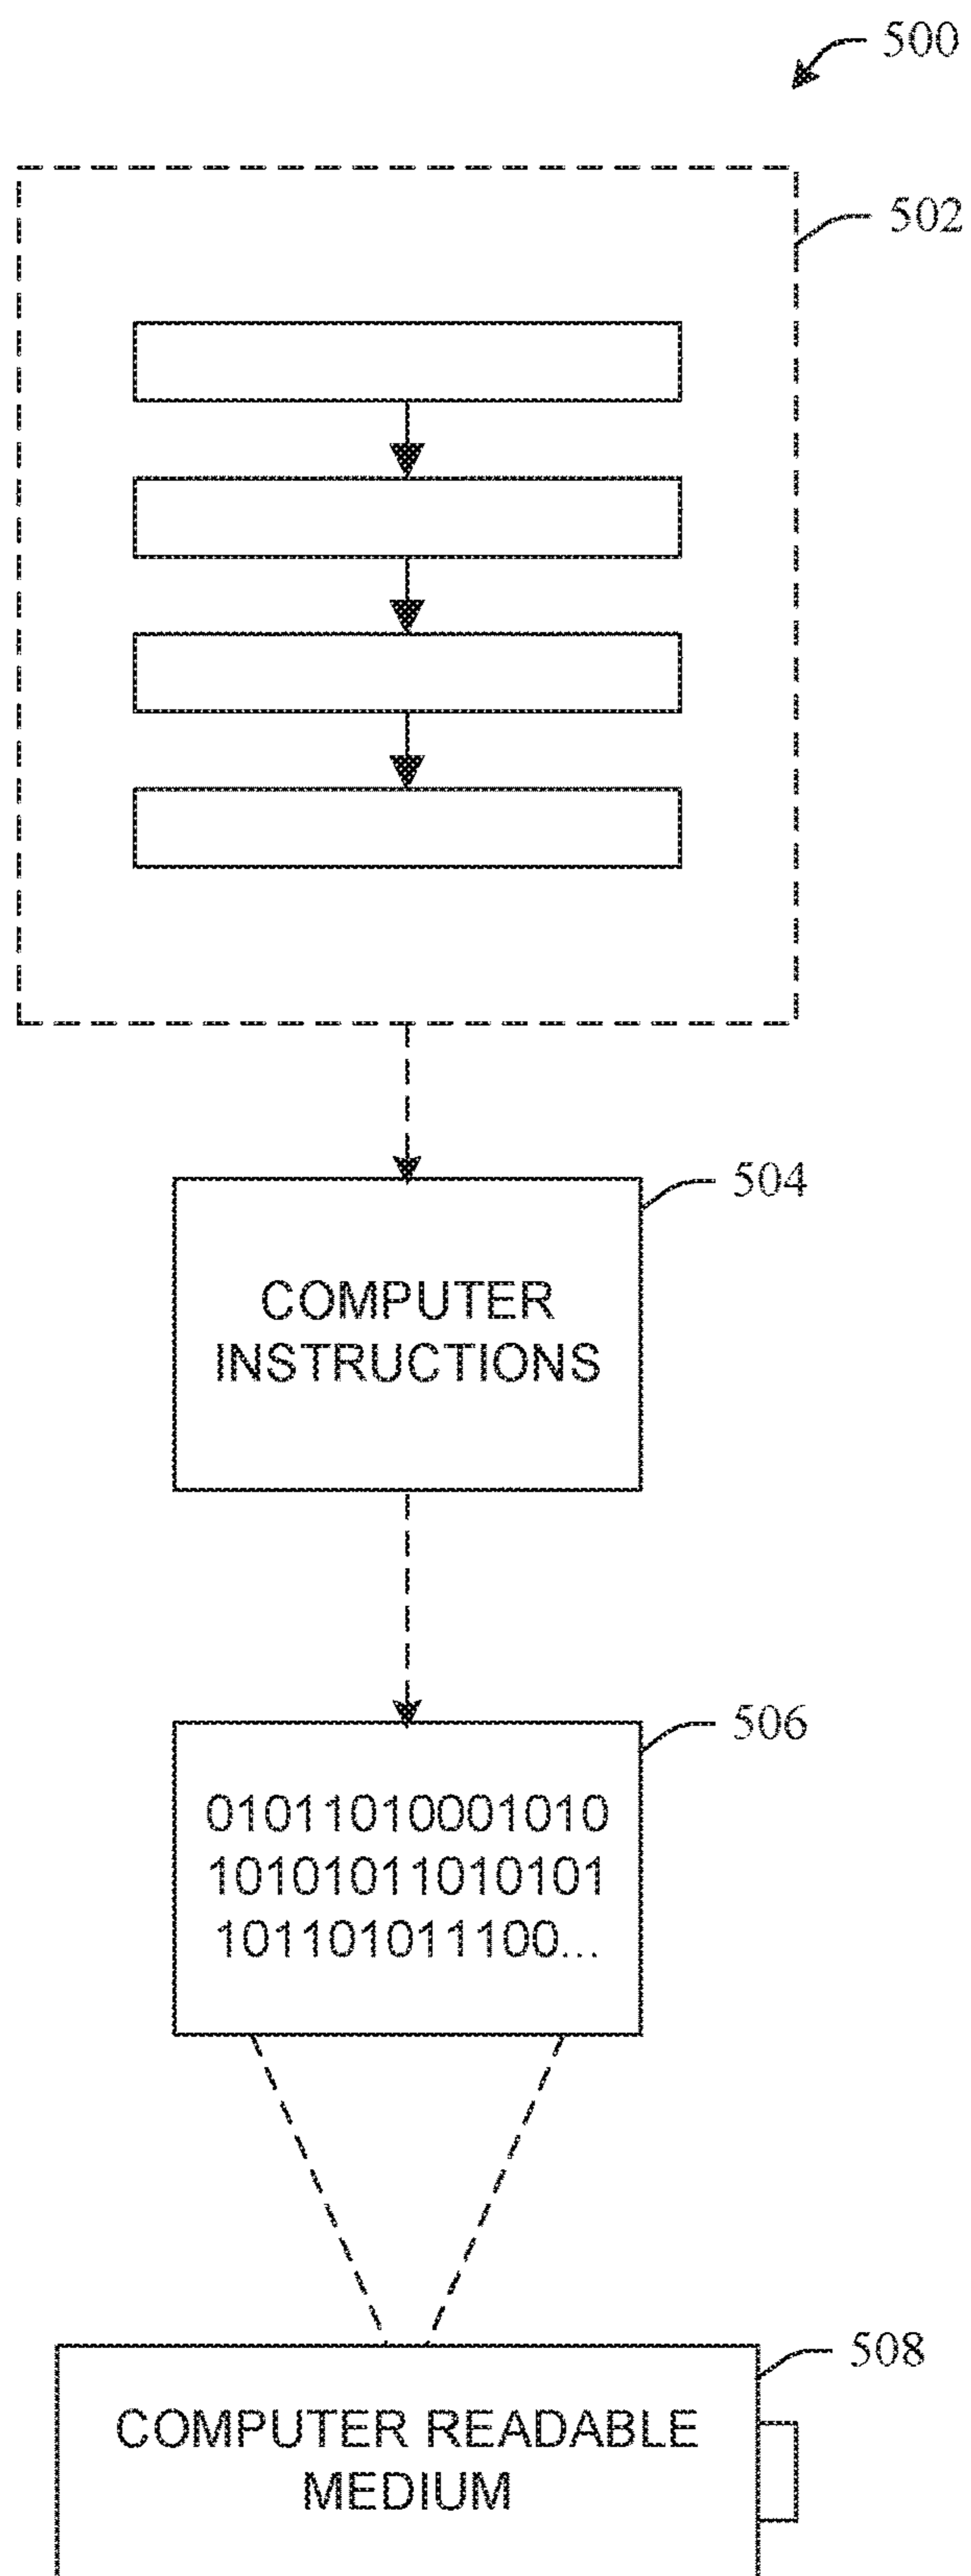 500
502
504
COMPUTER
INSTRUCTIONS
506
01011010001010
10101011010101
101101011100...
508
COMPUTER READABLE
MEDIUM